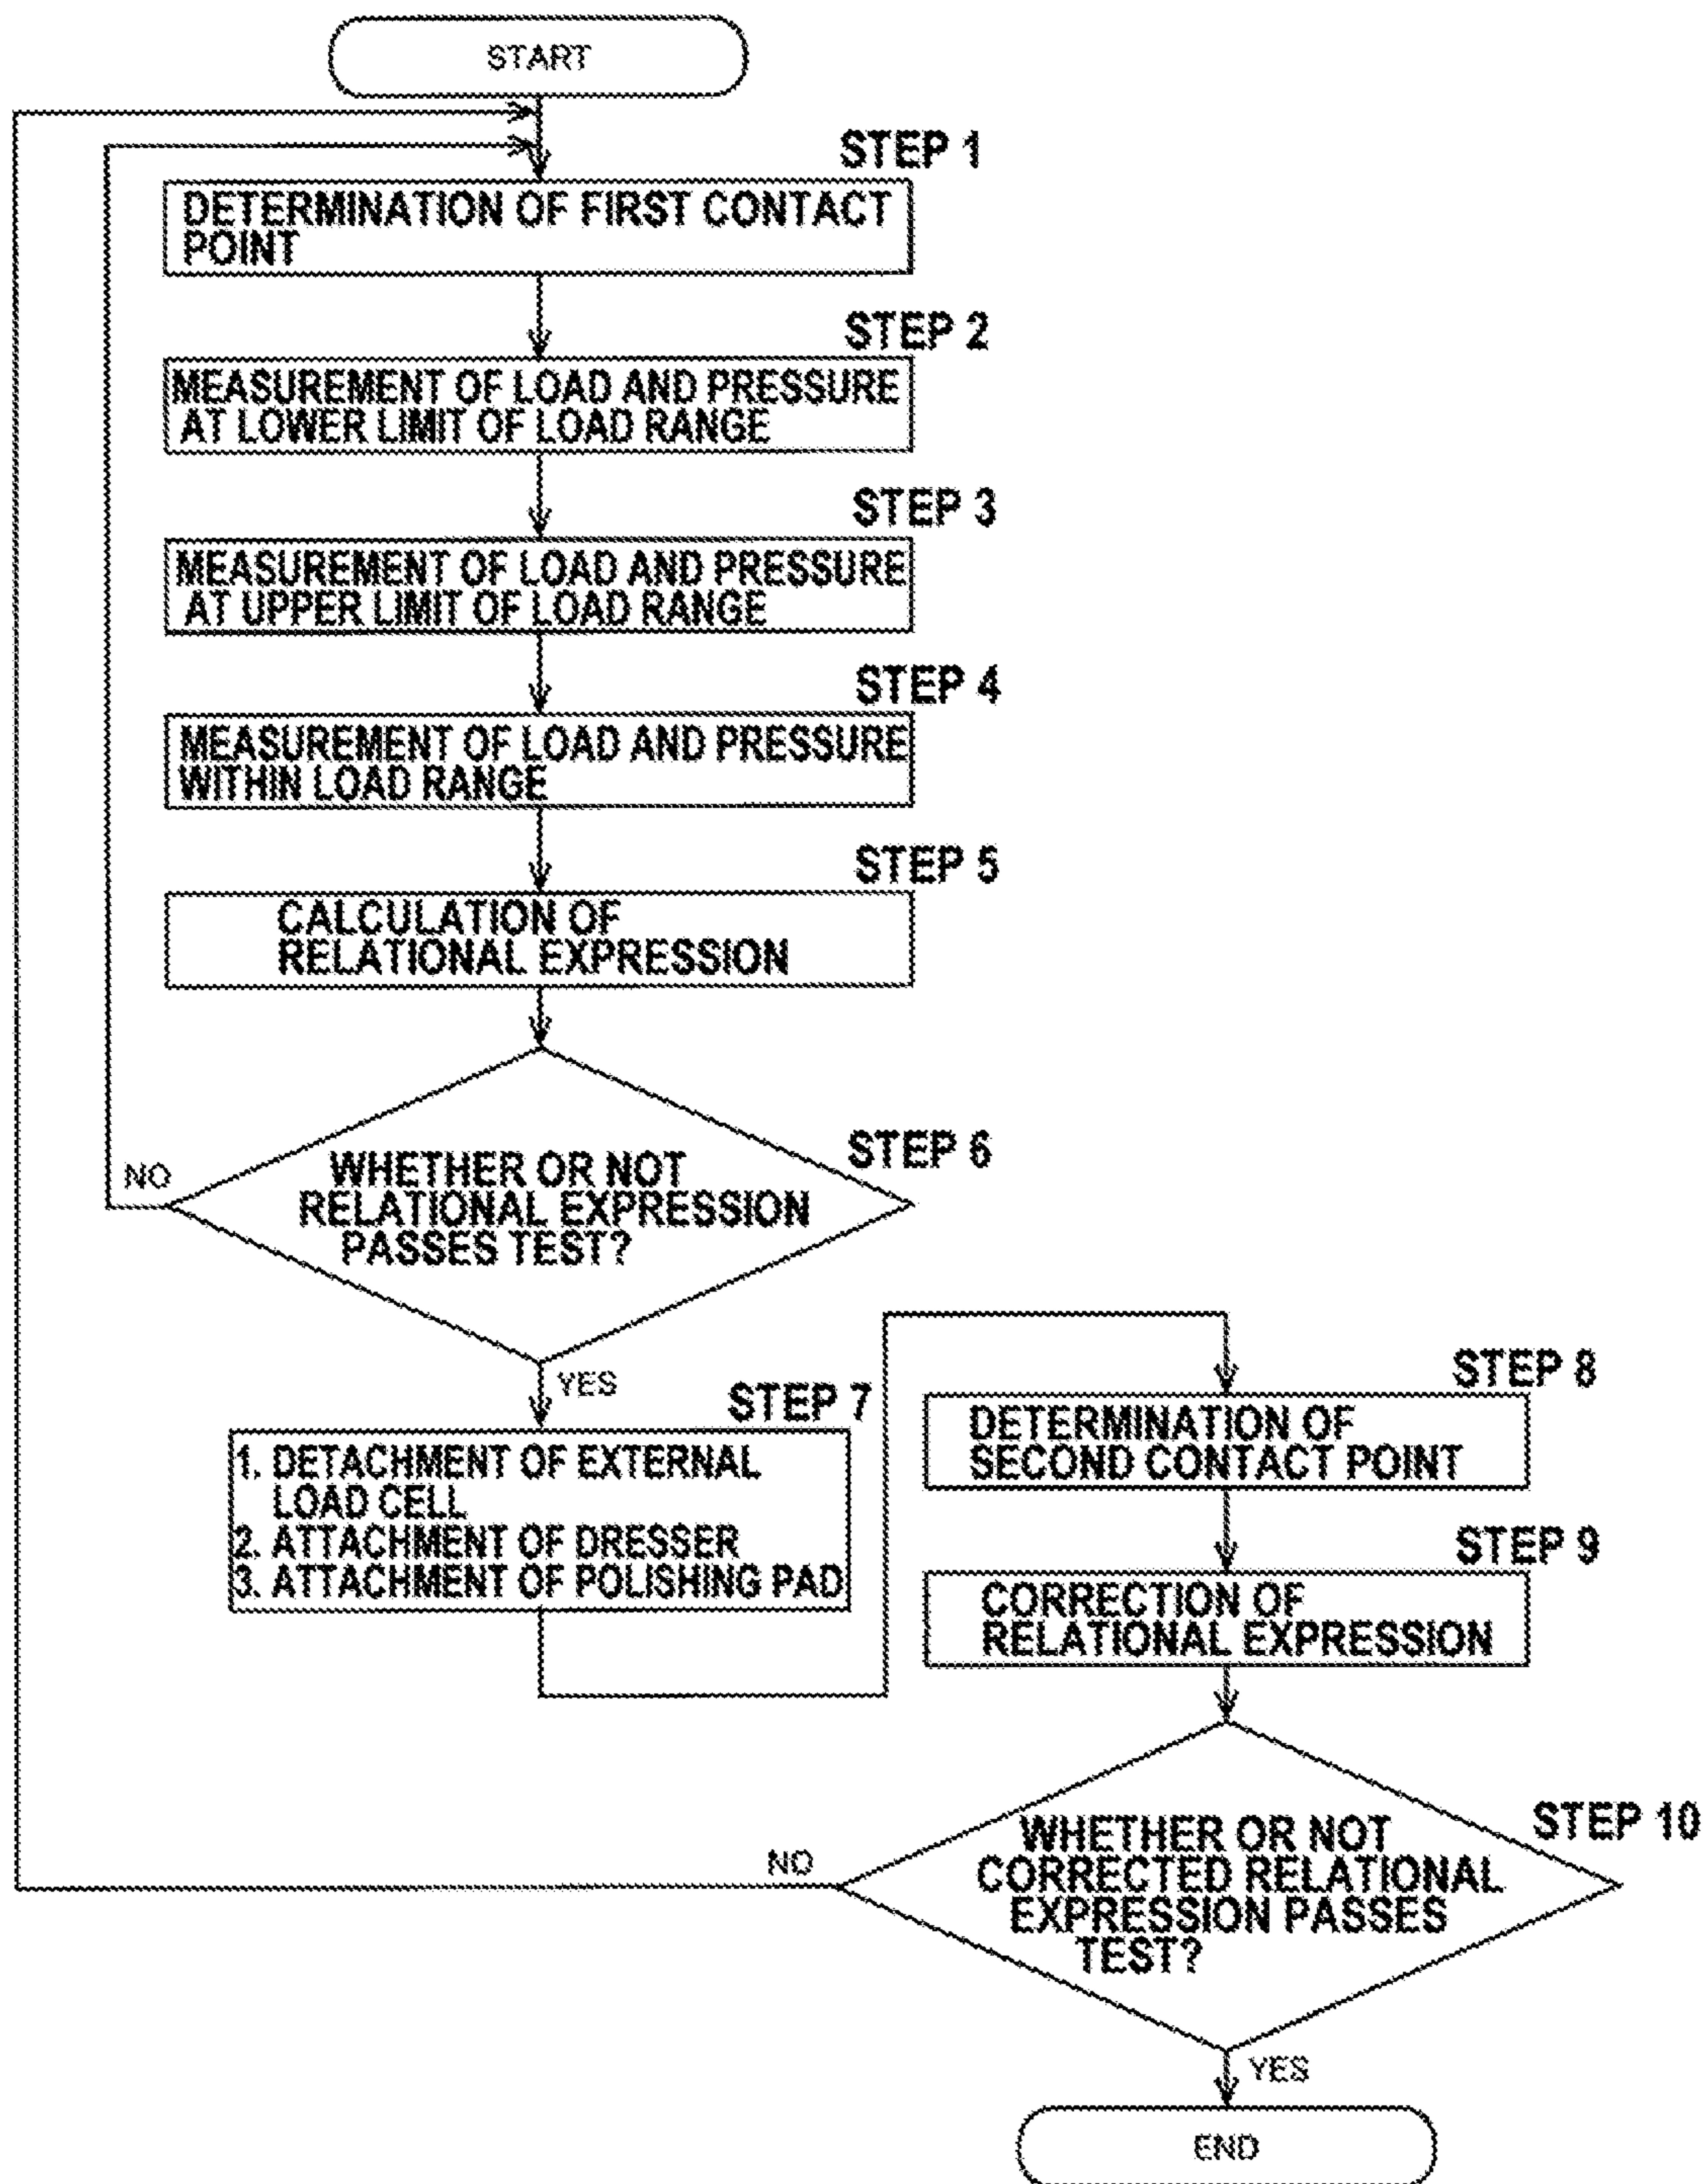 START
STEP 1
DETERMINATION OF FIRST CONTACT
POINT
STEP 2
MEASUREMENT OF LOAD AND PRESSURE
AT LOWER LIMIT OF LOAD RANGE
STEP 3
MEASUREMENT OF LOAD AND PRESSURE
AT UPPER LIMIT OF LOAD RANGE
STEP 4
MEASUREMENT OF LOAD AND PRESSURE
WITHIN LOAD RANGE
STEP 5
CALCULATION OF
RELATIONAL EXPRESSION
STEP 6
NO
WHETHER OR NOT
RELATIONAL EXPRESSION
PASSES TEST?
YES
STEP 7
1. DETACHMENT OF EXTERNAL
LOAD CELL
2. ATTACHMENT OF DRESSER
3. ATTACHMENT OF POLISHING PAD
STEP 8
DETERMINATION OF
SECOND CONTACT POINT
STEP 9
CORRECTION OF
RELATIONAL EXPRESSION
STEP 10
NO
WHETHER OR NOT
CORRECTED RELATIONAL
EXPRESSION PASSES
TEST?
YES
END